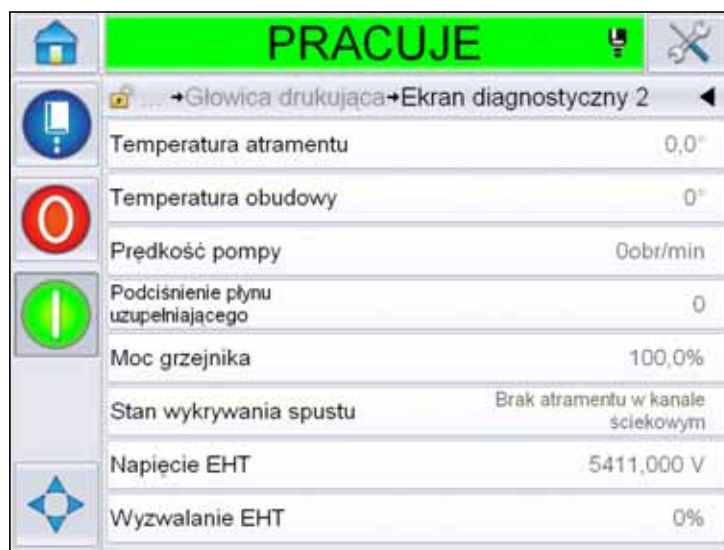 PRACUJE
... →Głowica drukująca→Ekran diagnostyczny 2
Temperatura atramentu 0,0°
Temperatura obudowy 0°
Prędkość pompy 0obr/min
Podciśnienie płynu
uzupełniającego 0
Moc grzejnika 100,0%
Stan wykrywania spustu Brak atramentu w kanale
ściekowym
Napięcie EHT 5411,000 V
Wyzwalanie EHT 0%